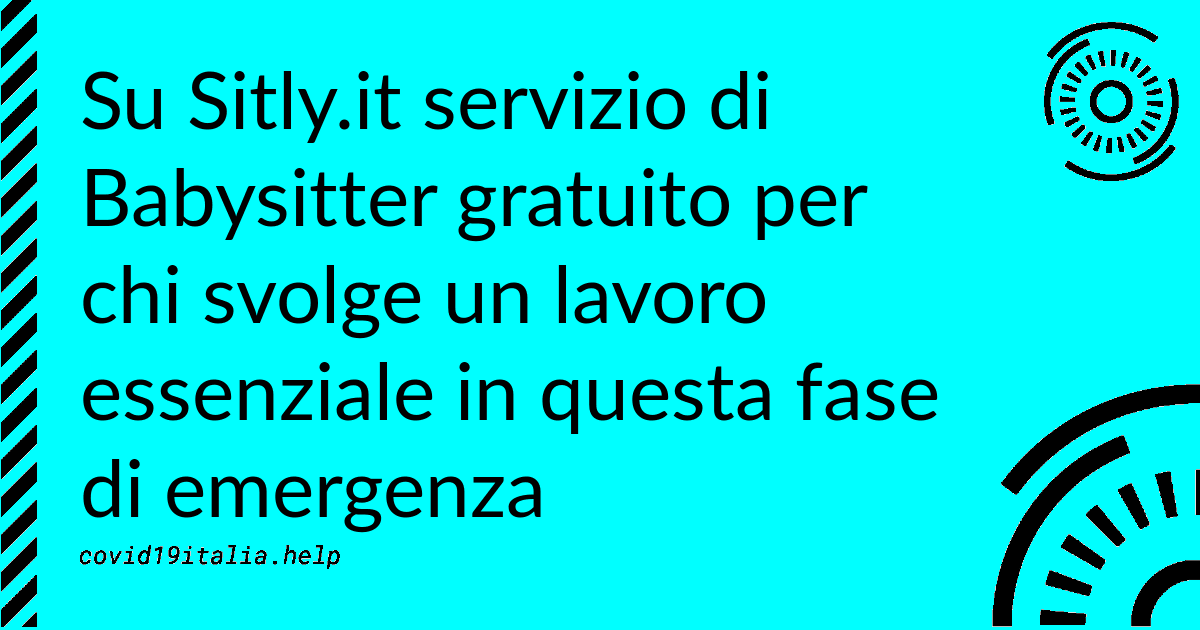 Su Sitly.it servizio di
Babysitter gratuito per
chi svolge un lavoro
essenziale in questa fase
di emergenza
covid19italia.help